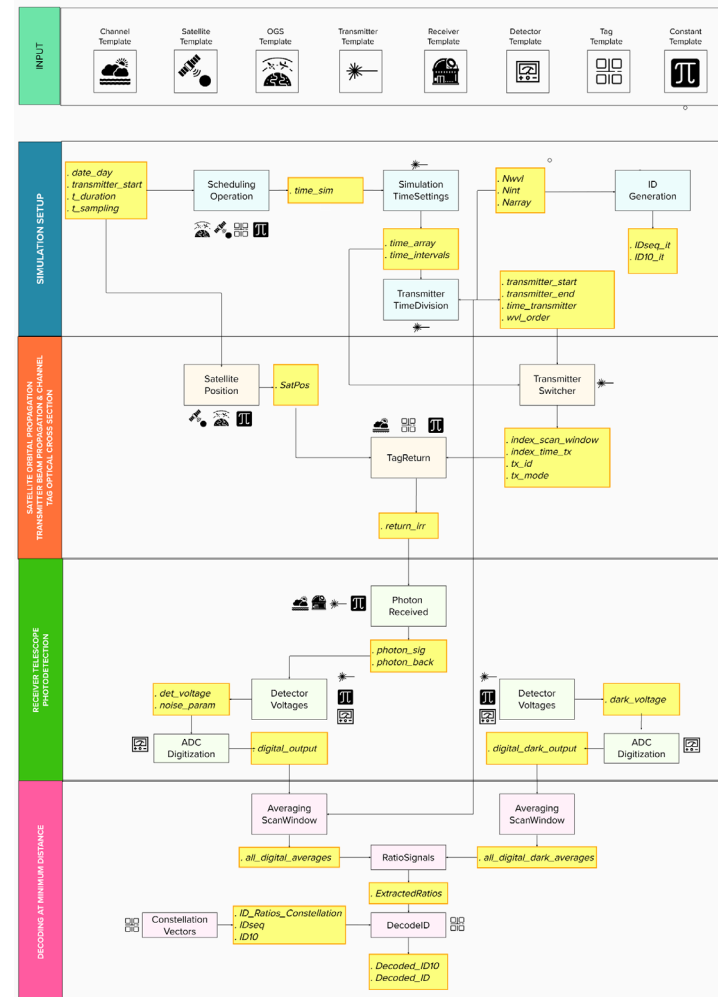 INPUT
Channel
Template
Satellite
Template
OGS
Template
Transmitter
Template
Receiver
Template
Detector
Template
Tag
Template
Constant
Template
π
SIMULATION SETUP
. date_day
. transmitter_start
. t_duration
. t_sampling
Scheduling
Operation
. time_sim
Simulation
TimeSettings
. Nwvl
. Nint
. Narray
ID
Generation
π
. time_array
. time_intervals
. IDseq_it
. ID10_it
Transmitter
TimeDivision
. transmitter_start
. transmitter_end
. time_transmitter
. wvl_order
SATELLITE ORBITAL PROPAGATION
TRANSMITTER BEAM PROPAGATION & CHANNEL
TAG OPTICAL CROSS SECTION
Satellite
Position
. SatPos
Transmitter
Switcher
π
π
TagReturn
. index_scan_window
. index_time_tx
. tx_id
. tx_mode
. return_irr
RECEIVER TELESCOPE
PHOTODETECTION
Photon
Received
π
. photon_sig
. photon_back
. det_voltage
. noise_param
Detector
Voltages
π
π
Detector
Voltages
. dark_voltage
ADC
Digitization
. digital_output
. digital_dark_output
ADC
Digitization
DECODING AT MINIMUM DISTANCE
Averaging
ScanWindow
Averaging
ScanWindow
. all_digital_averages
RatioSignals
. all_digital_dark_averages
. ExtractedRatios
Constellation
Vectors
. ID_Ratios_Constellation
. IDseq
. ID10
DecodeID
. Decoded_ID10
. Decoded_ID